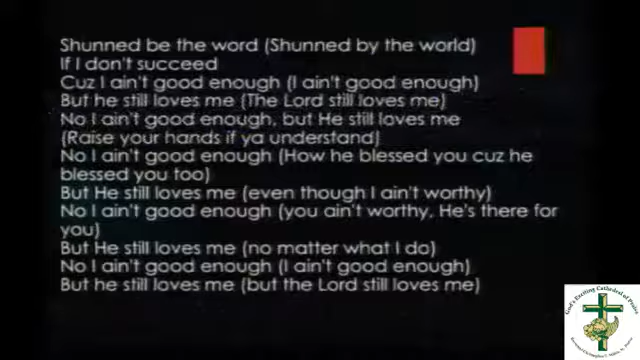 Shunned be the word (Shunned by the world)
If I don't succeed
Cuz I ain't good enough (I ain't good enough)
But he still loves me (The Lord still loves me)
No I ain't good enough, but He still loves me
(Raise your hands if ya understand)
No I ain't good enough (How he blessed you cuz he
blessed you too)
But He still loves me (even though I ain't worthy)
No I ain't good enough (you ain't worthy, He's there for
you)
But He still loves me (no matter what I do)
No I ain't good enough (I ain't good enough)
But he still loves me (but the Lord still loves me)
God's Exciting Cathedral of Praise